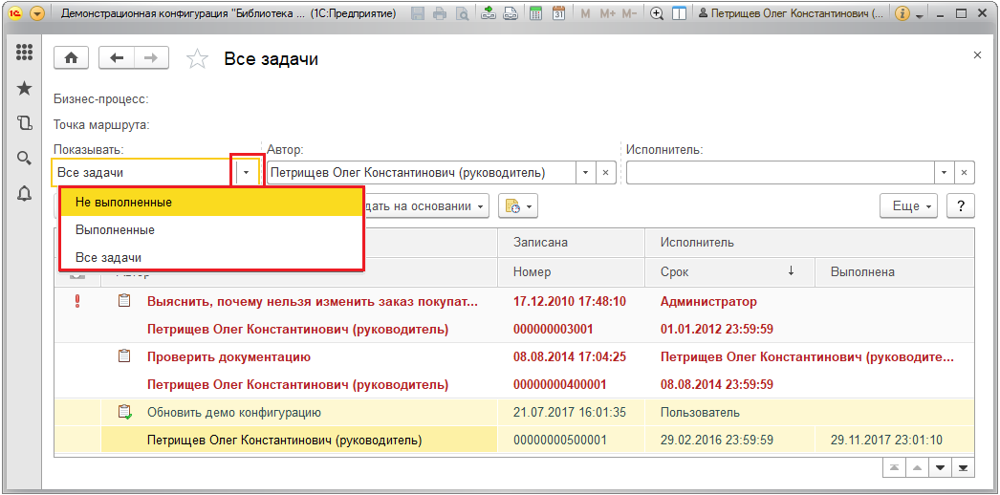 1С Демонстрационная конфигурация "Библиотека ... (1С:Предприятие) 31 M M+ M- Петрищев Олег Константинович (...
Все задачи
Бизнес-процесс:
Точка маршрута:
Показывать: Автор: Исполнитель:
Все задачи Петрищев Олег Константинович (руководитель)
Не выполненные дать на основании Еще ?
Выполненные
Все задачи
Записана Исполнитель
Номер Срок ↓ Выполнена
Выяснить, почему нельзя изменить заказ покупат... 17.12.2010 17:48:10 Администратор
Петрищев Олег Константинович (руководитель) 000000003001 01.01.2012 23:59:59
Проверить документацию 08.08.2014 17:04:25 Петрищев Олег Константинович (руководите...
Петрищев Олег Константинович (руководитель) 00000000400001 08.08.2014 23:59:59
Обновить демо конфигурацию 21.07.2017 16:01:35 Пользователь
Петрищев Олег Константинович (руководитель) 00000000500001 29.02.2016 23:59:59 29.11.2017 23:01:10